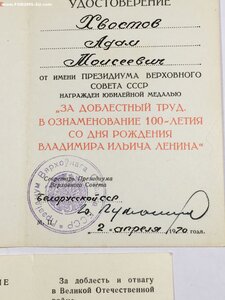 УДОСТОВЕРЕНИЕ
Хвостов
Адам
Моисеевич
ОТ ИМЕНИ ПРЕЗИДИУМА ВЕРХОВНОГО
СОВЕТА СССР
НАГРАЖДЕН ЮБИЛЕЙНОЙ МЕДАЛЬЮ
„ЗА ДОБЛЕСТНЫЙ ТРУД.
В ОЗНАМЕНОВАНИЕ 100-ЛЕТИЯ
СО ДНЯ РОЖДЕНИЯ
ВЛАДИМИРА ИЛЬИЧА ЛЕНИНА“
Секретарь Президиума
Верховного Совета
Белорусской ССР
М. П.
2 апреля 1970 года.
ИЕ
За доблесть и отвагу
в Великой Отечественной